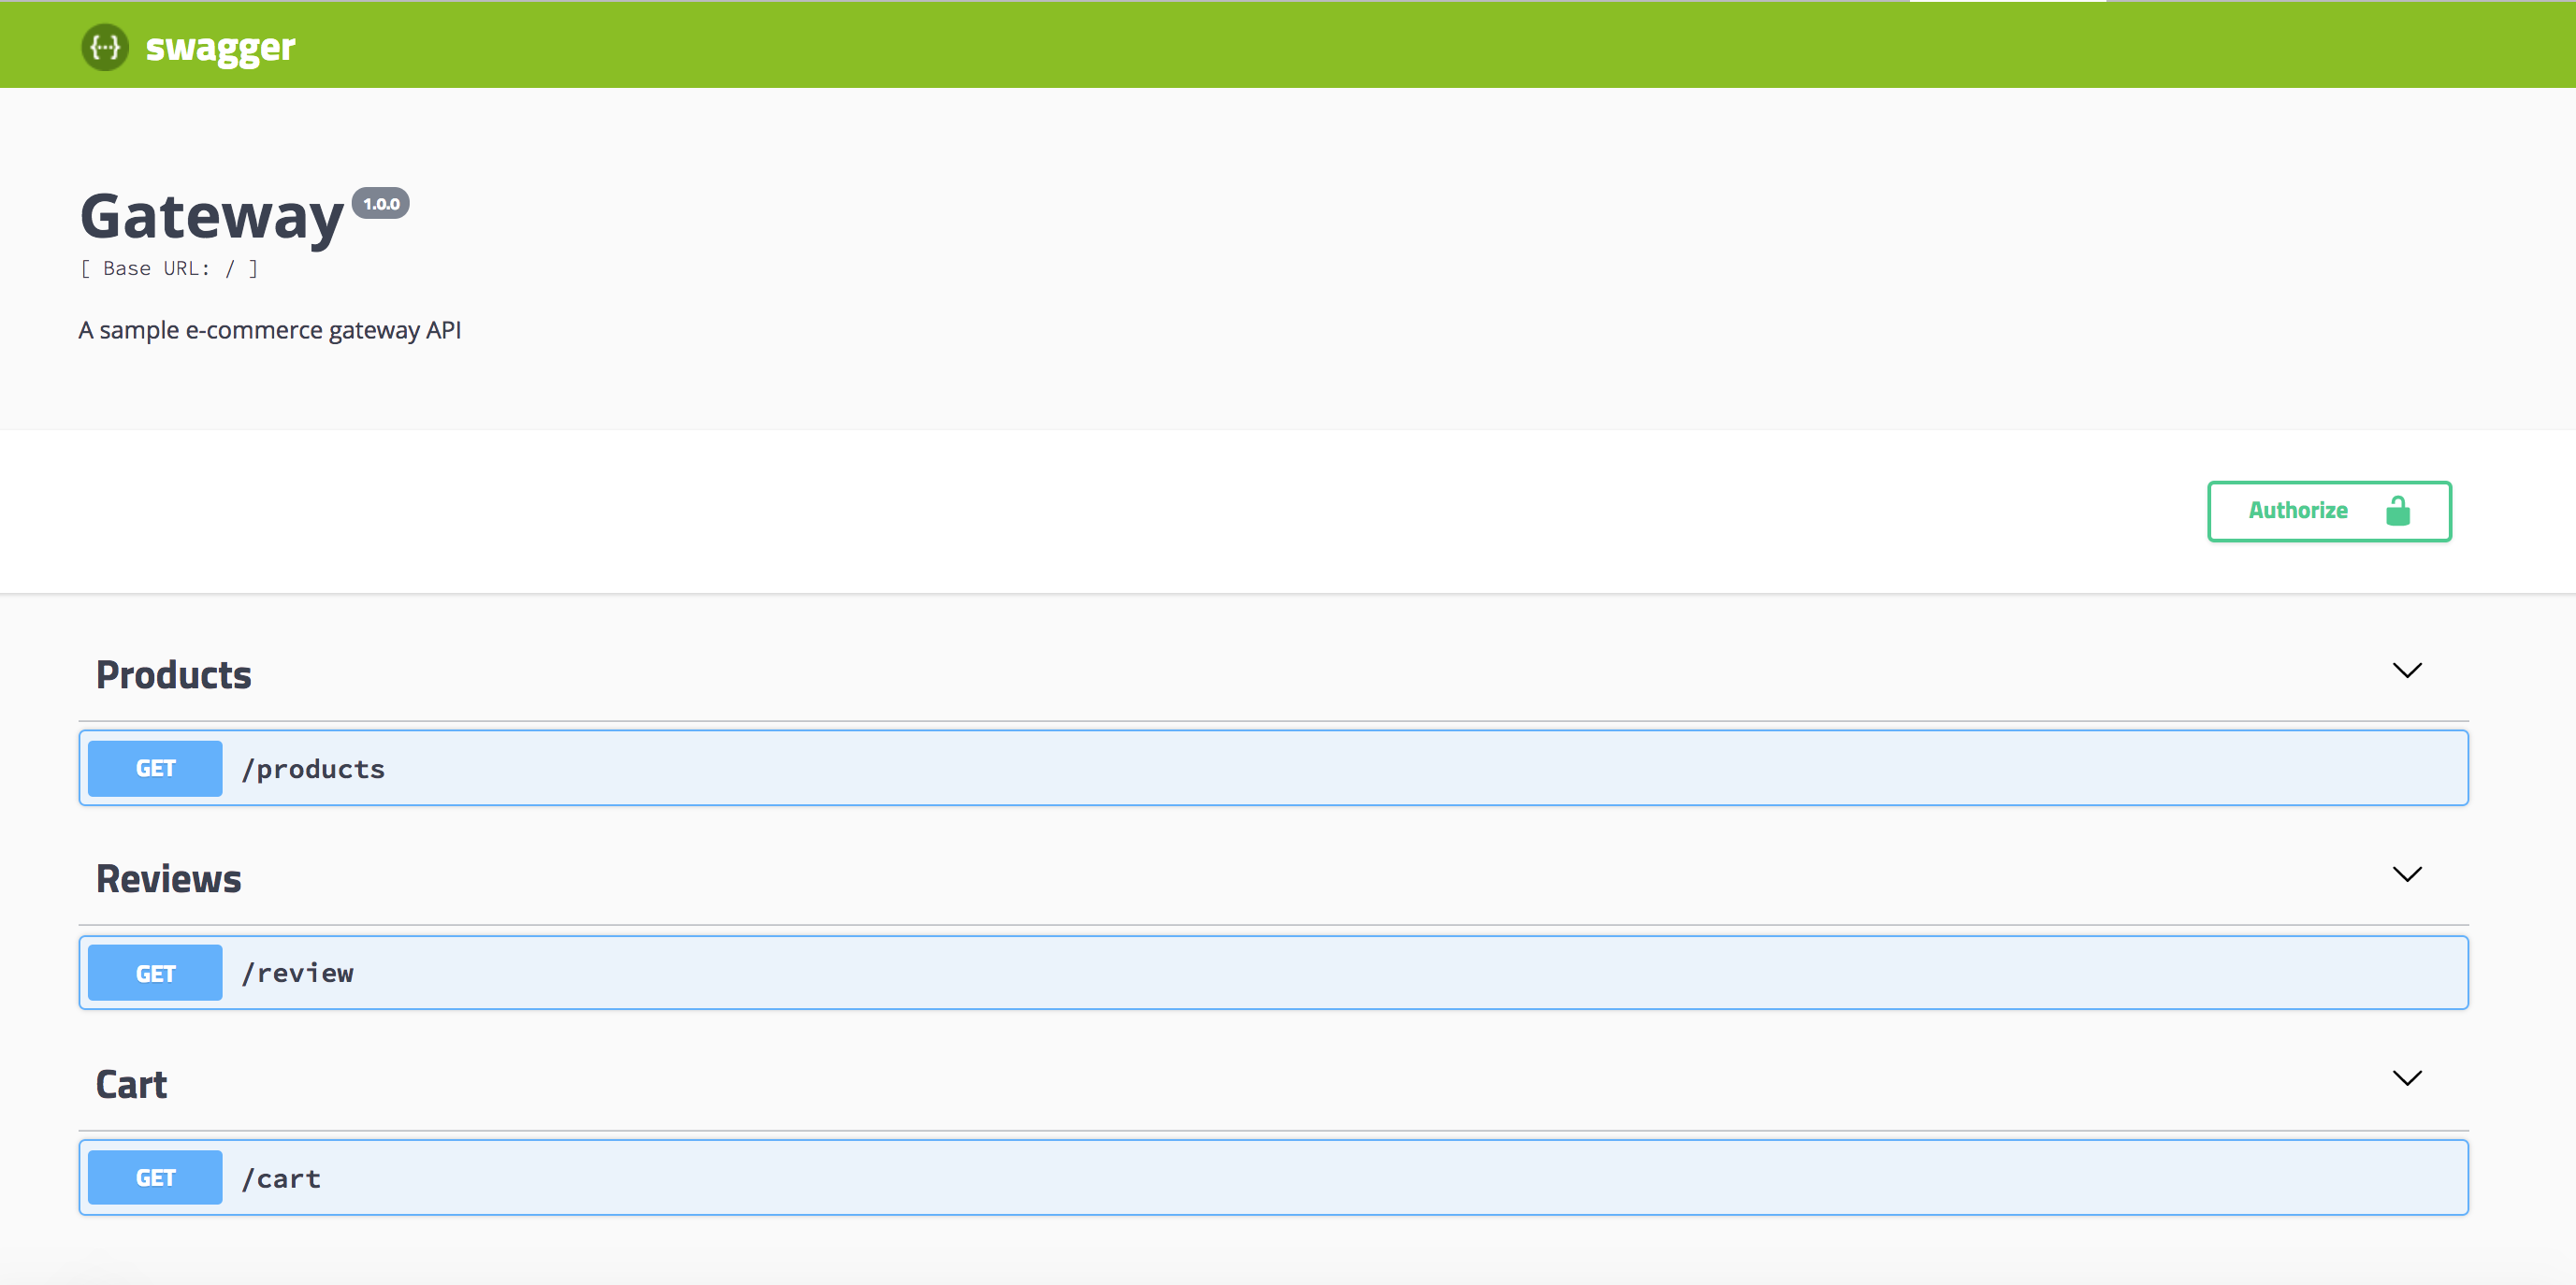 {···} swagger
Gateway 1.0.0
[ Base URL: / ]
A sample e-commerce gateway API
Authorize
Products
GET /products
Reviews
GET /review
Cart
GET /cart